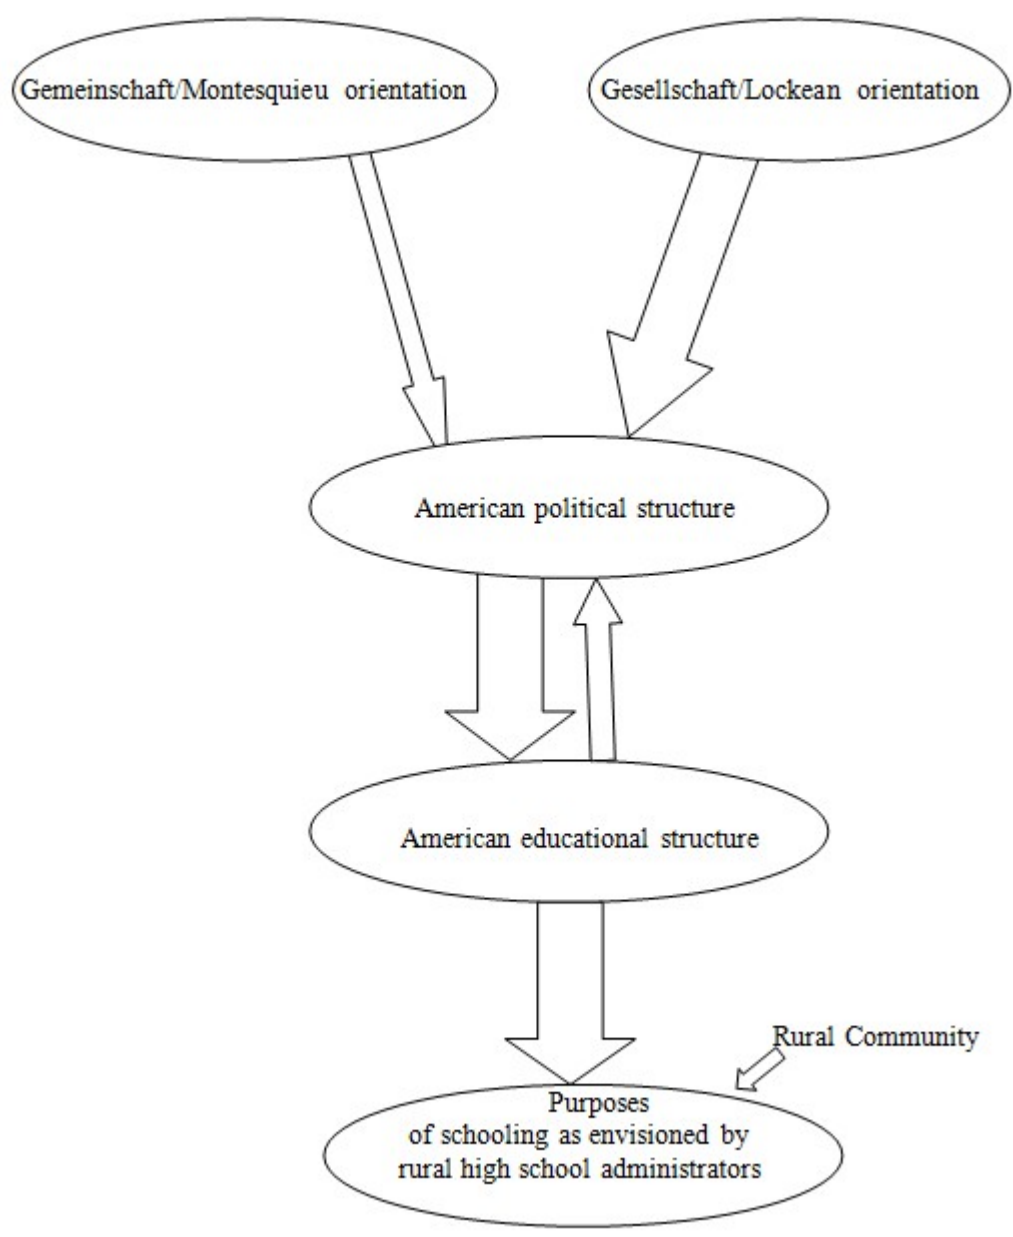 Gemeinschaft/Montesquieu orientation
Gesellschaft/Lockean orientation
American political structure
American educational structure
Rural Community
Purposes
of schooling as envisioned by
rural high school administrators